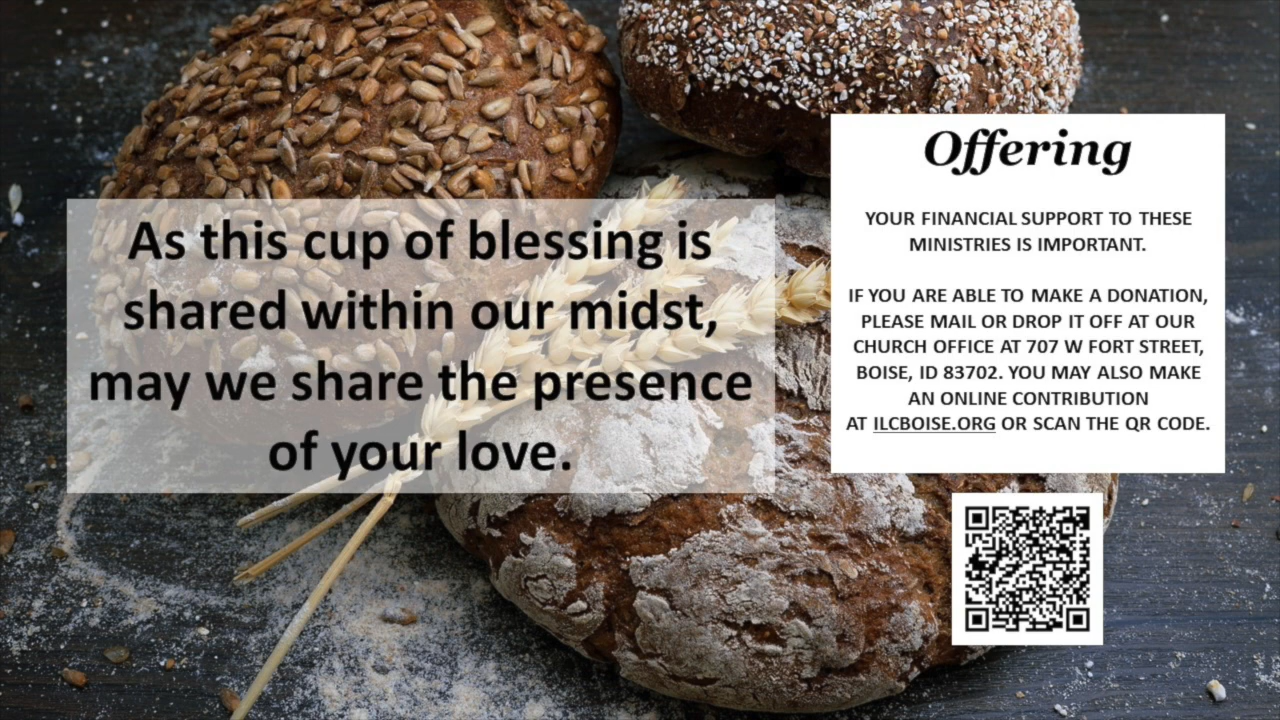 As this cup of blessing is
shared within our midst,
may we share the presence
of your love.
Offering
YOUR FINANCIAL SUPPORT TO THESE
MINISTRIES IS IMPORTANT.
IF YOU ARE ABLE TO MAKE A DONATION,
PLEASE MAIL OR DROP IT OFF AT OUR
CHURCH OFFICE AT 707 W FORT STREET,
BOISE, ID 83702. YOU MAY ALSO MAKE
AN ONLINE CONTRIBUTION
AT ILCBOISE.ORG OR SCAN THE QR CODE.